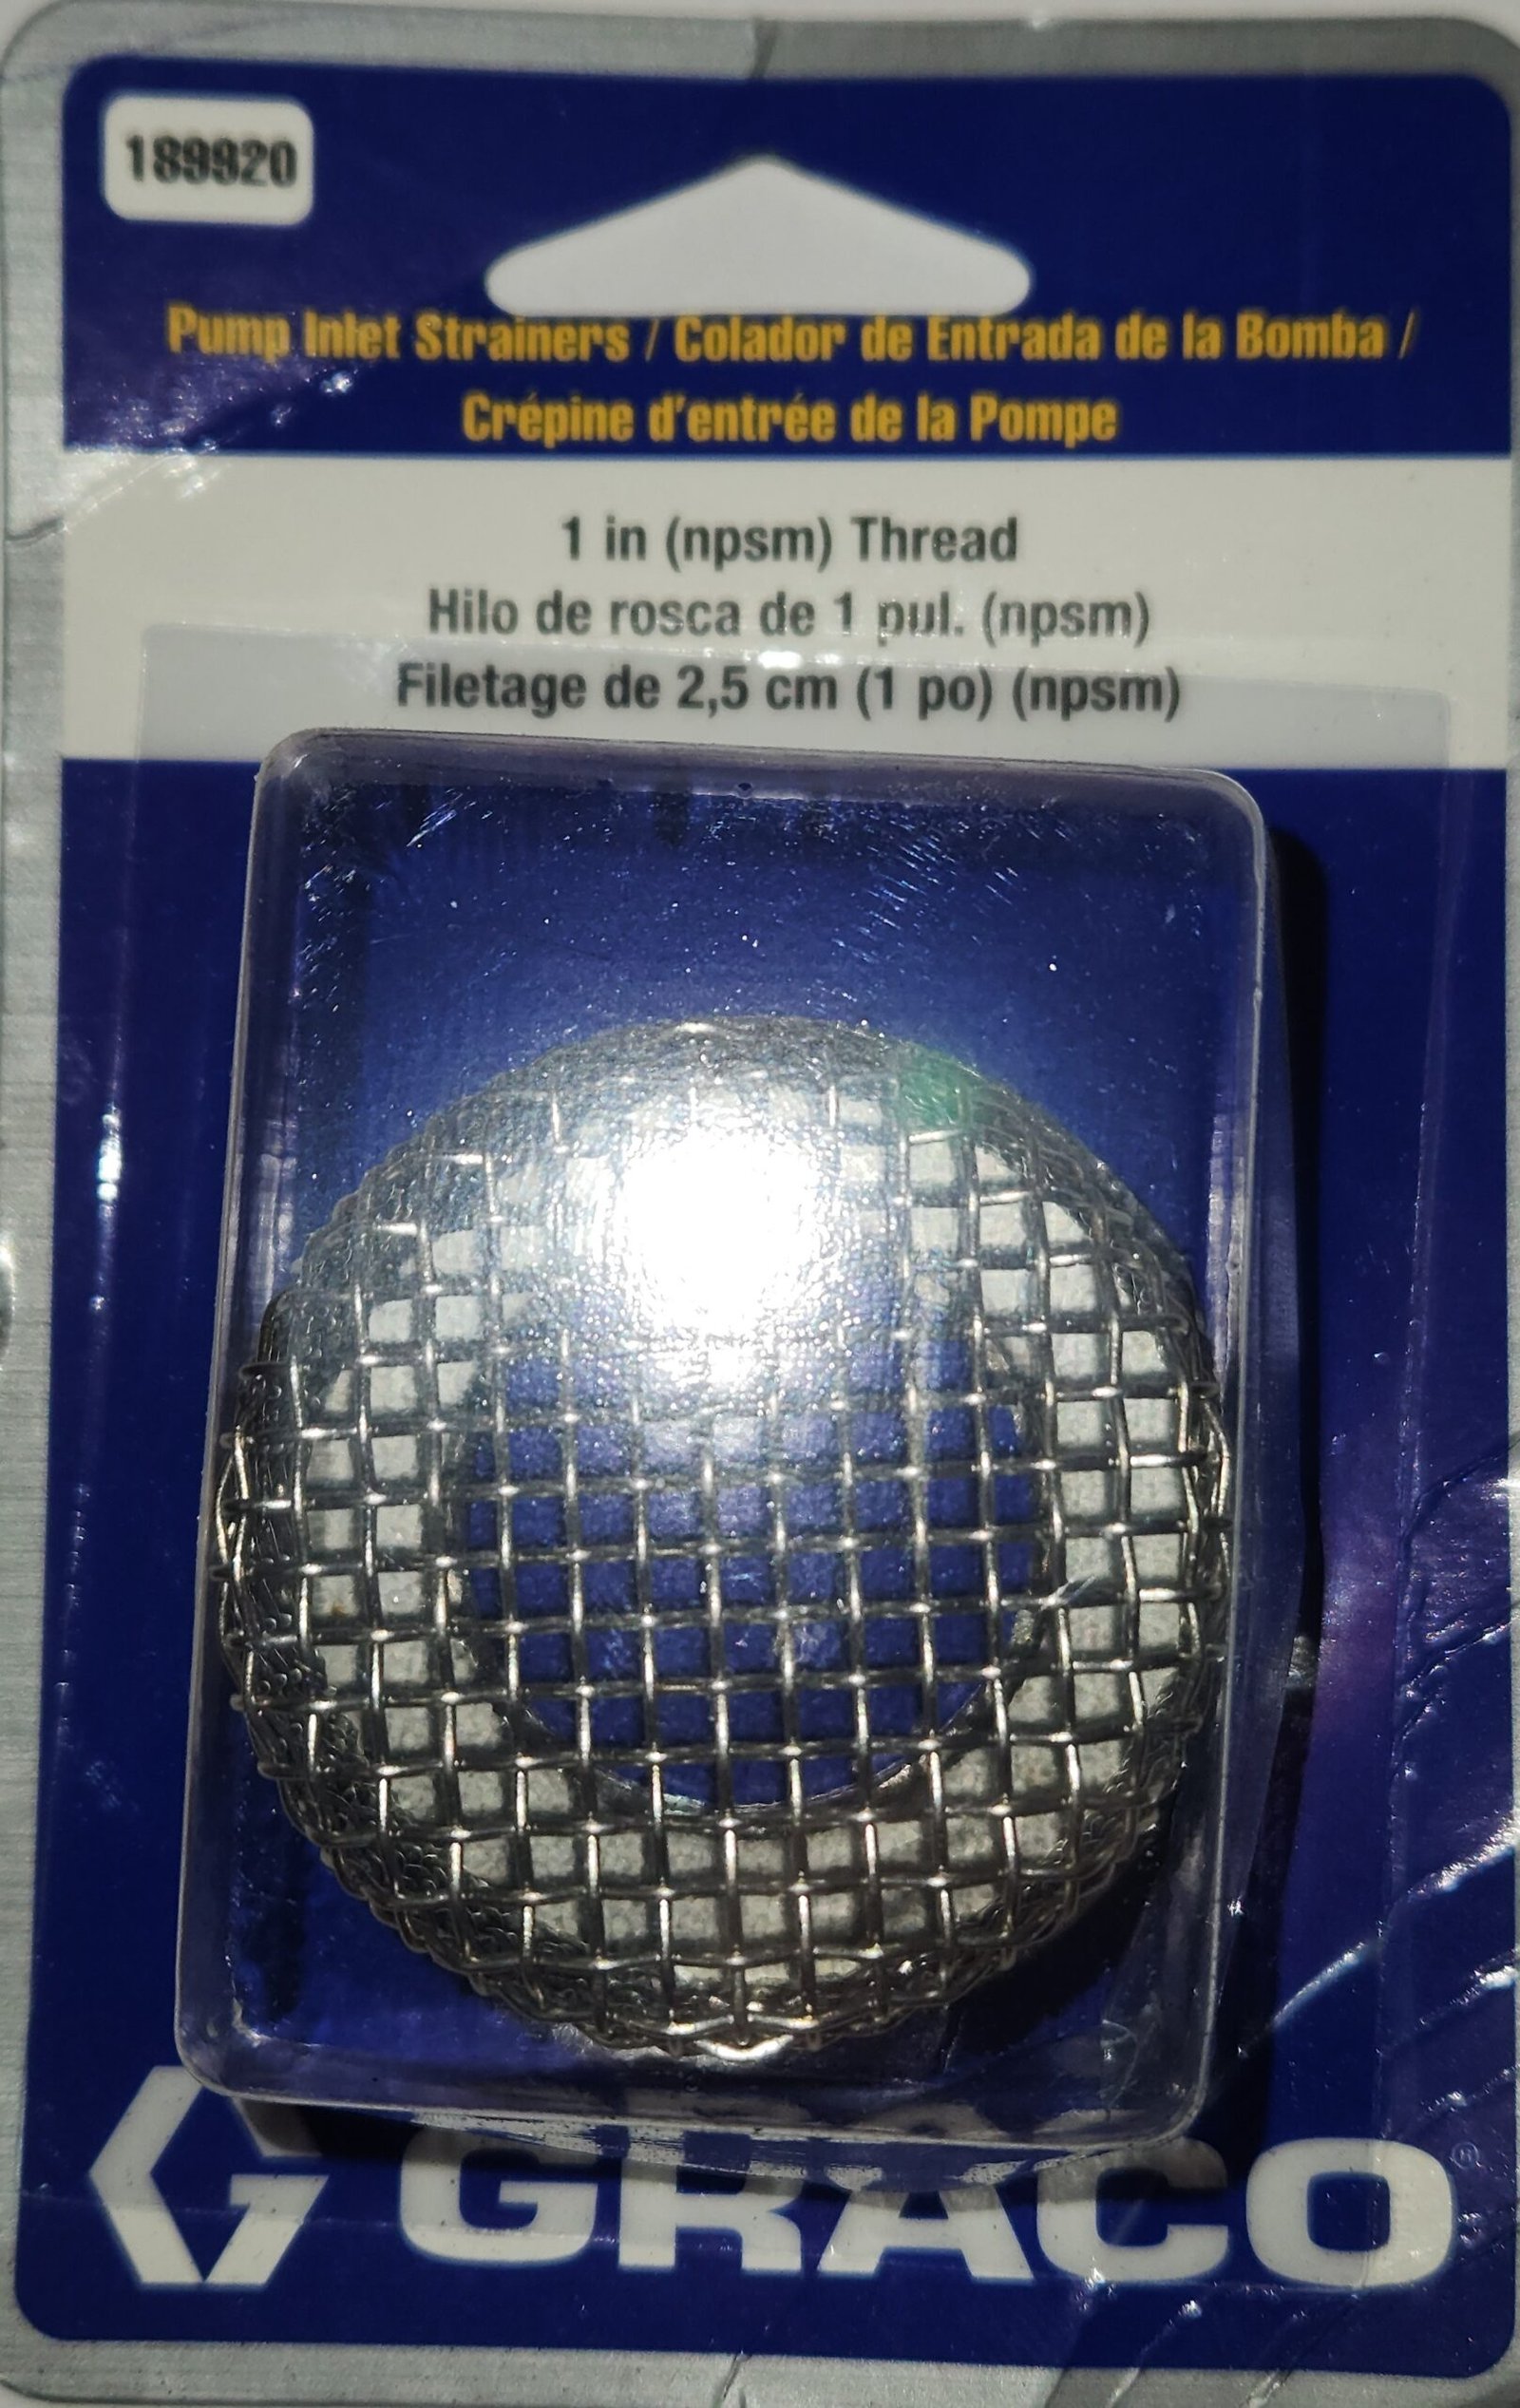 189920
Pump Inlet Strainers / Colador de Entrada de la Bomba /
Crépine d'entrée de la Pompe
1 in (npsm) Thread
Hilo de rosca de 1 pul. (npsm)
Filetage de 2,5 cm (1 po) (npsm)
GRACO®